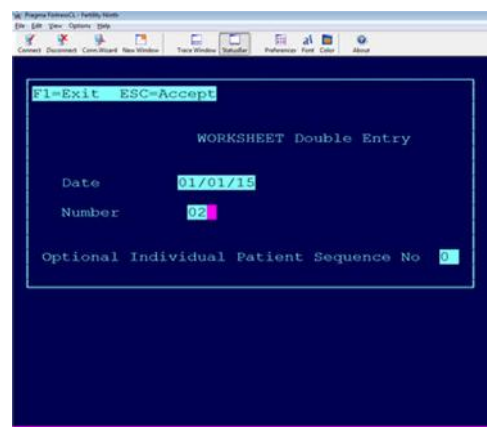 Pragma FortressCL - Fertility North
File Edit View Options Help
Connect Disconnect Conn.Wizard New Window Trace Window StatusBar Preferences Font Color About
F1=Exit ESC=Accept
WORKSHEET Double Entry
Date 01/01/15
Number 02
Optional Individual Patient Sequence No 0